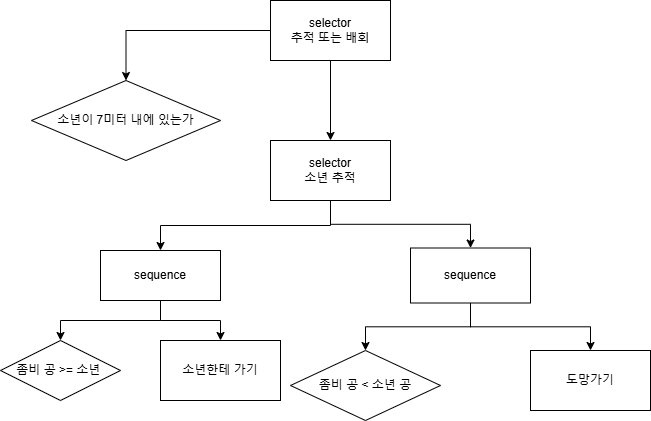 selector
추적 또는 배회
소년이 7미터 내에 있는가
selector
소년 추적
sequence
sequence
좀비 공 >= 소년
소년한테 가기
좀비 공 < 소년 공
도망가기